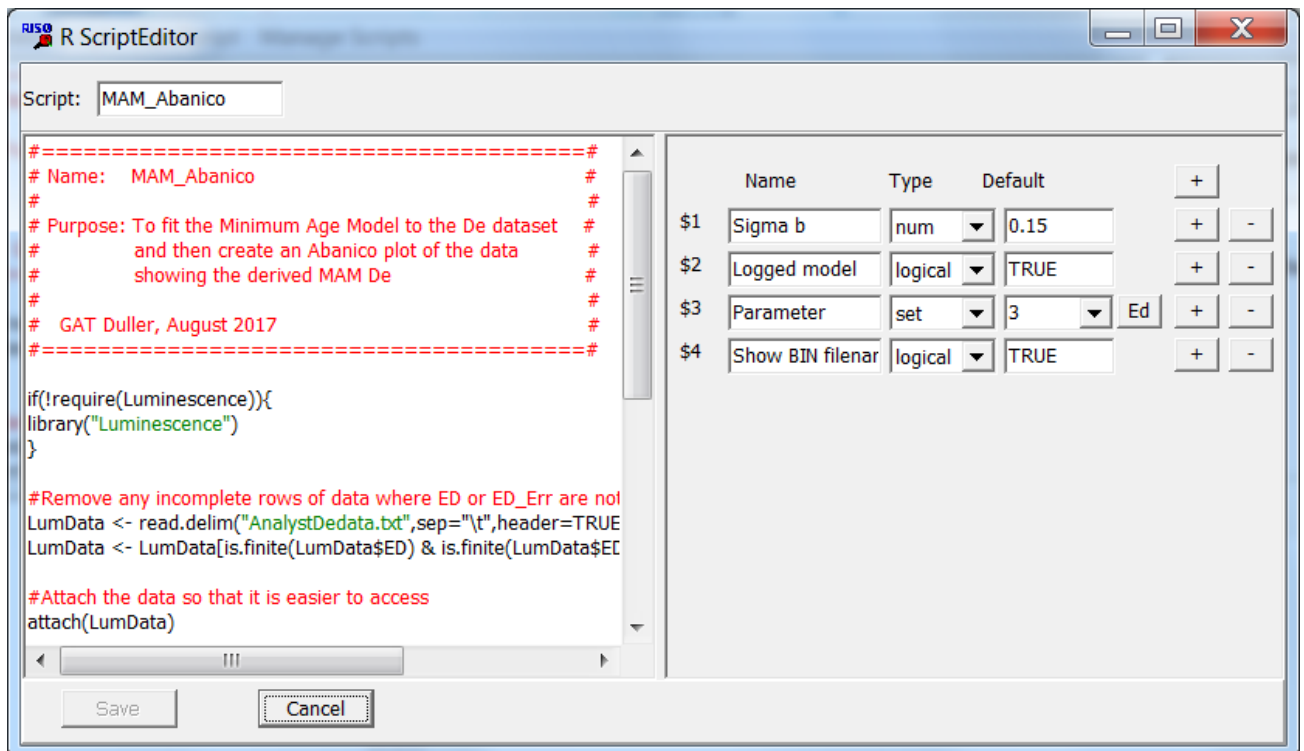 RISO R ScriptEditor
Script: MAM_Abanico
#=======================================#
# Name: MAM_Abanico #
# #
# Purpose: To fit the Minimum Age Model to the De dataset #
# and then create an Abanico plot of the data #
# showing the derived MAM De #
# #
# GAT Duller, August 2017 #
#=======================================#
if(!require(Luminescence)){
library("Luminescence")
}
#Remove any incomplete rows of data where ED or ED_Err are not
LumData <- read.delim("AnalystDedata.txt",sep="\t",header=TRUE
LumData <- LumData[is.finite(LumData$ED) & is.finite(LumData$ED
#Attach the data so that it is easier to access
attach(LumData)
Name Type Default +
$1 Sigma b num 0.15 + -
$2 Logged model logical TRUE + -
$3 Parameter set 3 Ed + -
$4 Show BIN filenar logical TRUE + -
Save Cancel